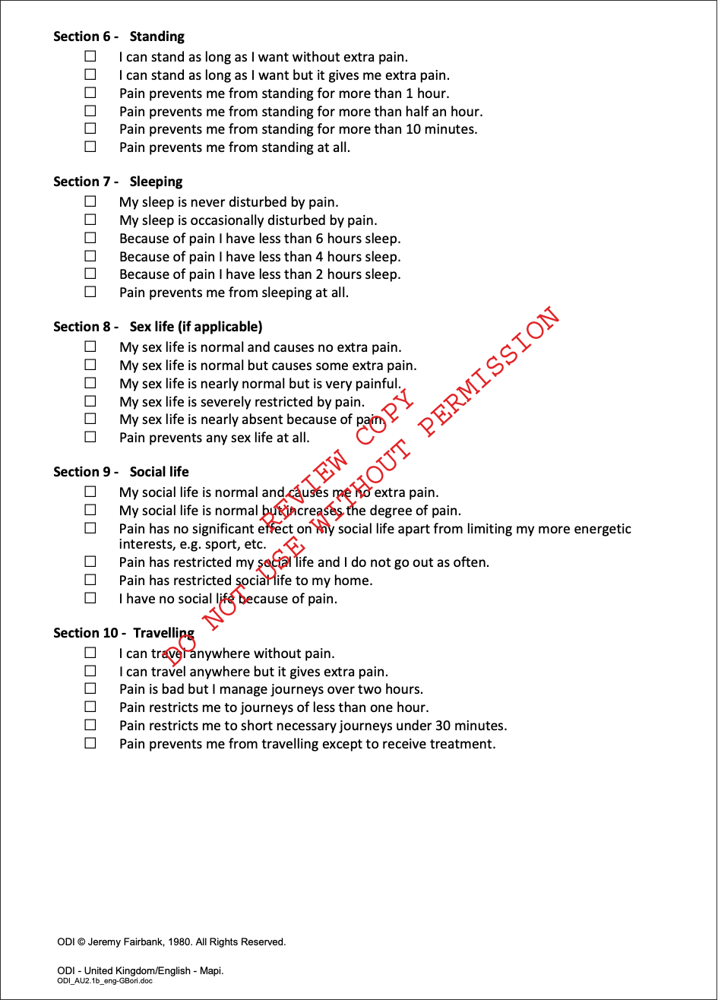 Section 6 - Standing
☐ I can stand as long as I want without extra pain.
☐ I can stand as long as I want but it gives me extra pain.
☐ Pain prevents me from standing for more than 1 hour.
☐ Pain prevents me from standing for more than half an hour.
☐ Pain prevents me from standing for more than 10 minutes.
☐ Pain prevents me from standing at all.
Section 7 - Sleeping
☐ My sleep is never disturbed by pain.
☐ My sleep is occasionally disturbed by pain.
☐ Because of pain I have less than 6 hours sleep.
☐ Because of pain I have less than 4 hours sleep.
☐ Because of pain I have less than 2 hours sleep.
☐ Pain prevents me from sleeping at all.
Section 8 - Sex life (if applicable)
☐ My sex life is normal and causes no extra pain.
☐ My sex life is normal but causes some extra pain.
☐ My sex life is nearly normal but is very painful.
☐ My sex life is severely restricted by pain.
☐ My sex life is nearly absent because of pain.
☐ Pain prevents any sex life at all.
Section 9 - Social life
☐ My social life is normal and causes me no extra pain.
☐ My social life is normal but increases the degree of pain.
☐ Pain has no significant effect on my social life apart from limiting my more energetic
interests, e.g. sport, etc.
☐ Pain has restricted my social life and I do not go out as often.
☐ Pain has restricted social life to my home.
☐ I have no social life because of pain.
Section 10 - Travelling
☐ I can travel anywhere without pain.
☐ I can travel anywhere but it gives extra pain.
☐ Pain is bad but I manage journeys over two hours.
☐ Pain restricts me to journeys of less than one hour.
☐ Pain restricts me to short necessary journeys under 30 minutes.
☐ Pain prevents me from travelling except to receive treatment.
REVIEW COPY
DO NOT USE WITHOUT PERMISSION
ODI © Jeremy Fairbank, 1980. All Rights Reserved.
ODI - United Kingdom/English - Mapi.
ODI_AU2.1b_eng-GBori.doc